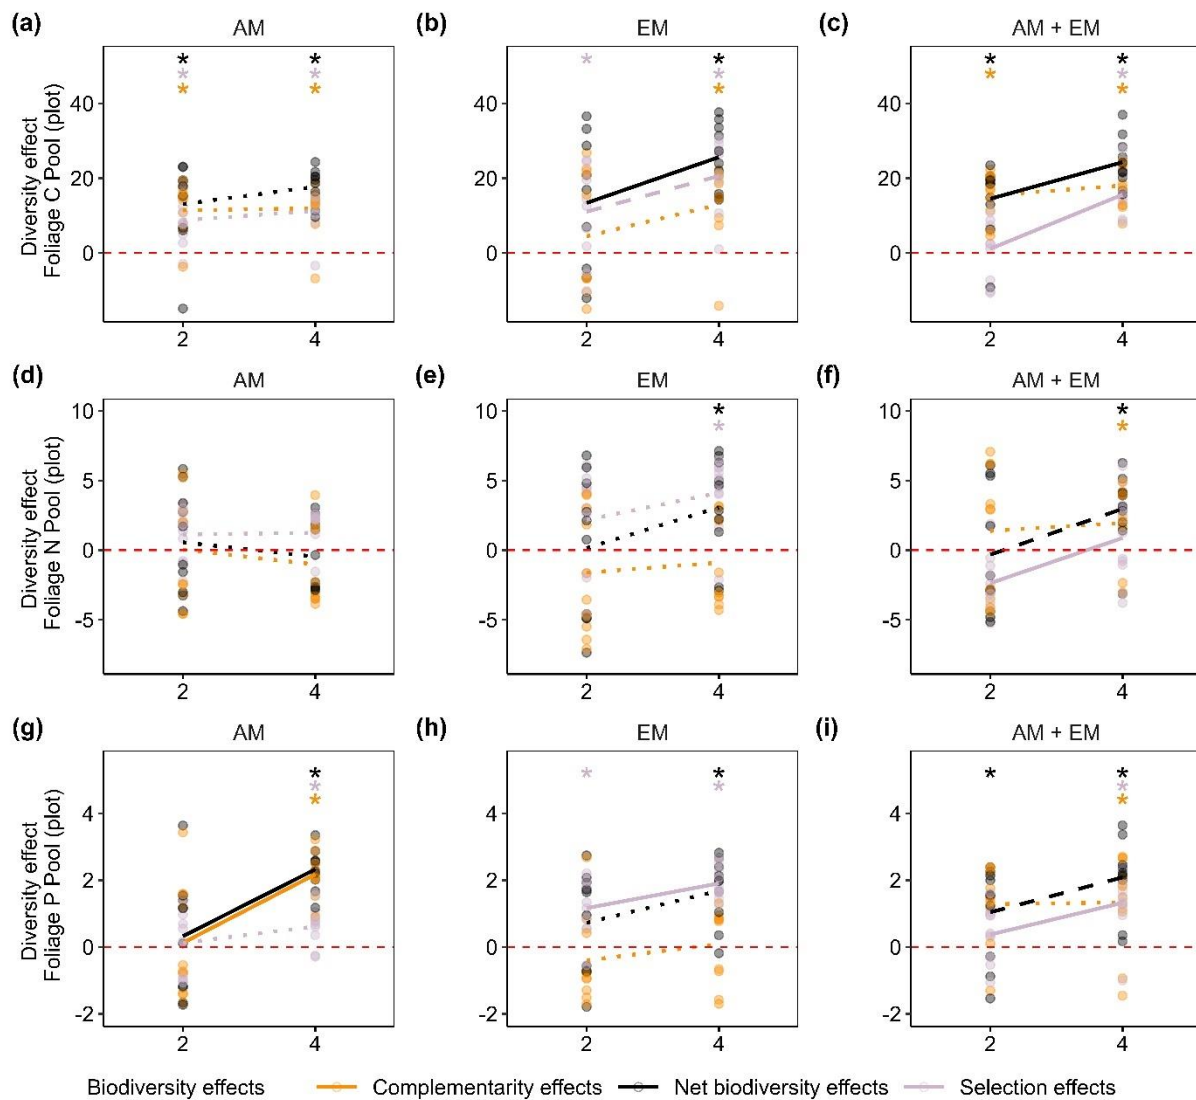 (a) AM (b) EM (c) AM + EM
Diversity effect
Foliage C Pool (plot)
* * * * *
* * * *
* * * * *
40
20
0
2 4 2 4 2 4
40
20
0
40
20
0
(d) AM (e) EM (f) AM + EM
Diversity effect
Foliage N Pool (plot)
* *
* *
10
5
0
-5
2 4 2 4 2 4
10
5
0
-5
10
5
0
-5
(g) AM (h) EM (i) AM + EM
Diversity effect
Foliage P Pool (plot)
* * * * *
* * *
* *
4
2
0
-2
2 4 2 4 2 4
4
2
0
-2
4
2
0
-2
Biodiversity effects Complementarity effects Net biodiversity effects Selection effects